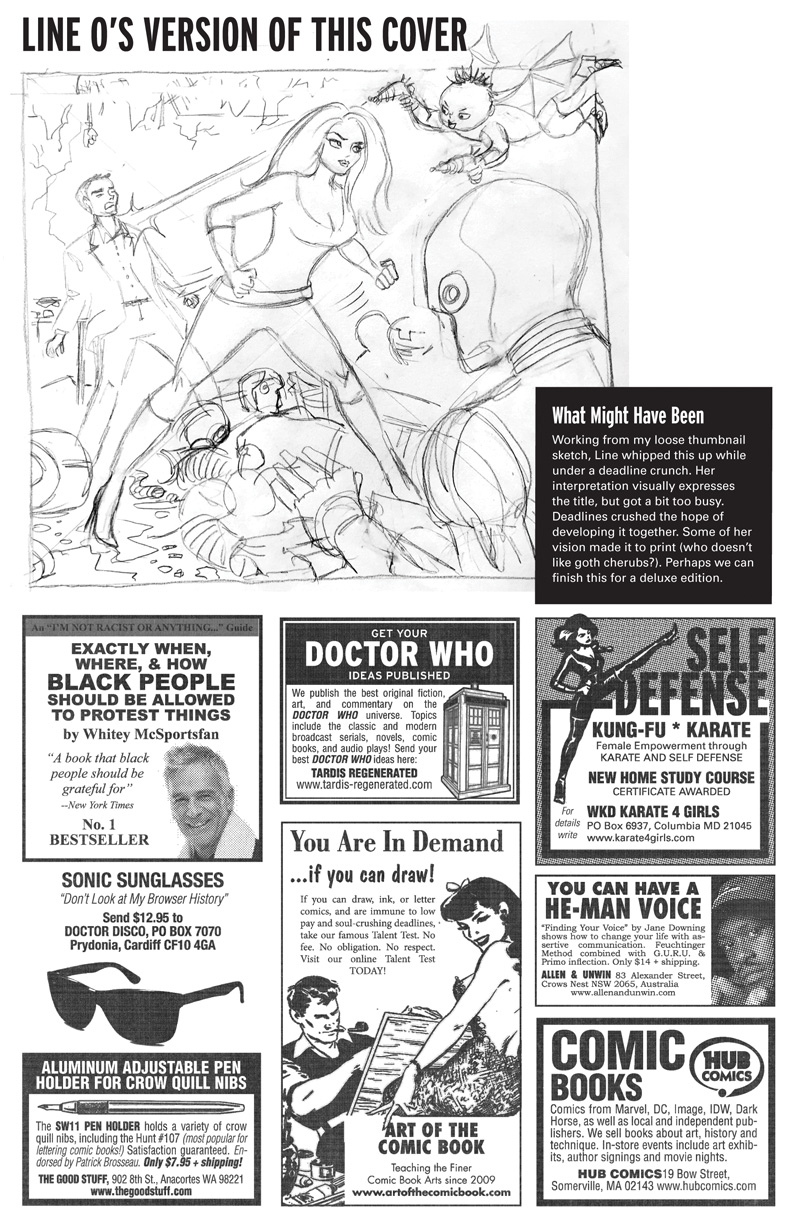 LINE O'S VERSION OF THIS COVER
What Might Have Been
Working from my loose thumbnail
sketch, Line whipped this up while
under a deadline crunch. Her
interpretation visually expresses
the title, but got a bit too busy.
Deadlines crushed the hope of
developing it together. Some of her
vision made it to print (who doesn't
like goth cherubs?). Perhaps we can
finish this for a deluxe edition.
An "I'M NOT RACIST OR ANYTHING..." Guide
EXACTLY WHEN,
WHERE, & HOW
BLACK PEOPLE
SHOULD BE ALLOWED
TO PROTEST THINGS
by Whitey McSportsfan
"A book that black
people should be
grateful for"
--New York Times
No. 1
BESTSELLER
SONIC SUNGLASSES
"Don't Look at My Browser History"
Send $12.95 to
DOCTOR DISCO, PO BOX 7070
Prydonia, Cardiff CF10 4GA
ALUMINUM ADJUSTABLE PEN
HOLDER FOR CROW QUILL NIBS
The SW11 PEN HOLDER holds a variety of crow
quill nibs, including the Hunt #107 (most popular for
lettering comic books!) Satisfaction guaranteed. En-
dorsed by Patrick Brosseau. Only $7.95 + shipping!
THE GOOD STUFF, 902 8th St., Anacortes WA 98221
www.thegoodstuff.com
GET YOUR
DOCTOR WHO
IDEAS PUBLISHED
We publish the best original fiction,
art, and commentary on the
DOCTOR WHO universe. Topics
include the classic and modern
broadcast serials, novels, comic
books, and audio plays! Send your
best DOCTOR WHO ideas here:
TARDIS REGENERATED
www.tardis-regenerated.com
You Are In Demand
...if you can draw!
If you can draw, ink, or letter
comics, and are immune to low
pay and soul-crushing deadlines,
take our famous Talent Test. No
fee. No obligation. No respect.
Visit our online Talent Test
TODAY!
ART OF THE
COMIC BOOK
Teaching the Finer
Comic Book Arts since 2009
www.artofthecomicbook.com
SELF
DEFENSE
KUNG-FU * KARATE
Female Empowerment through
KARATE AND SELF DEFENSE
NEW HOME STUDY COURSE
CERTIFICATE AWARDED
For
details
write
WKD KARATE 4 GIRLS
PO Box 6937, Columbia MD 21045
www.karate4girls.com
YOU CAN HAVE A
HE-MAN VOICE
"Finding Your Voice" by Jane Downing
shows how to change your life with as-
sertive communication. Feuchtinger
Method combined with G.U.R.U. &
Primo inflection. Only $14 + shipping.
ALLEN & UNWIN 83 Alexander Street,
Crows Nest NSW 2065, Australia
www.allenandunwin.com
COMIC
BOOKS
HUB
COMICS
Comics from Marvel, DC, Image, IDW, Dark
Horse, as well as local and independent pub-
lishers. We sell books about art, history and
technique. In-store events include art exhib-
its, author signings and movie nights.
HUB COMICS19 Bow Street,
Somerville, MA 02143 www.hubcomics.com